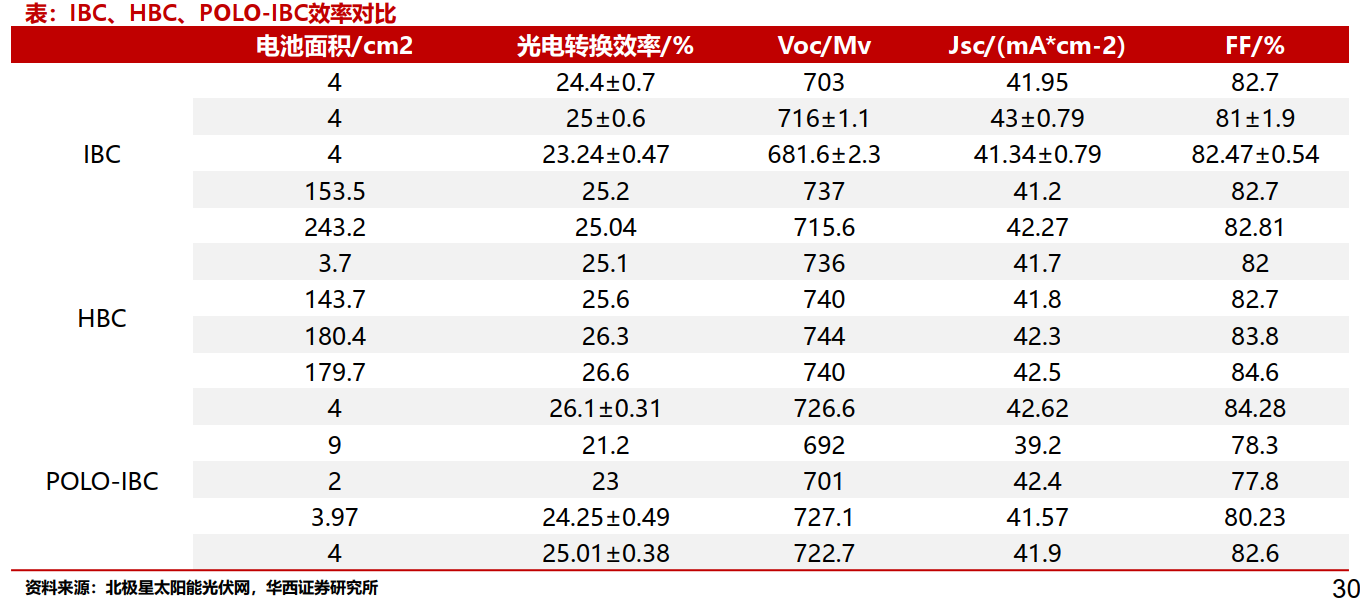 表：IBC、HBC、POLO-IBC效率对比
电池面积/cm2 光电转换效率/% Voc/Mv Jsc/(mA*cm-2) FF/%
4 24.4±0.7 703 41.95 82.7
4 25±0.6 716±1.1 43±0.79 81±1.9
IBC 4 23.24±0.47 681.6±2.3 41.34±0.79 82.47±0.54
153.5 25.2 737 41.2 82.7
243.2 25.04 715.6 42.27 82.81
3.7 25.1 736 41.7 82
HBC 143.7 25.6 740 41.8 82.7
180.4 26.3 744 42.3 83.8
179.7 26.6 740 42.5 84.6
4 26.1±0.31 726.6 42.62 84.28
9 21.2 692 39.2 78.3
POLO-IBC 2 23 701 42.4 77.8
3.97 24.25±0.49 727.1 41.57 80.23
4 25.01±0.38 722.7 41.9 82.6
资料来源：北极星太阳能光伏网，华西证券研究所
30